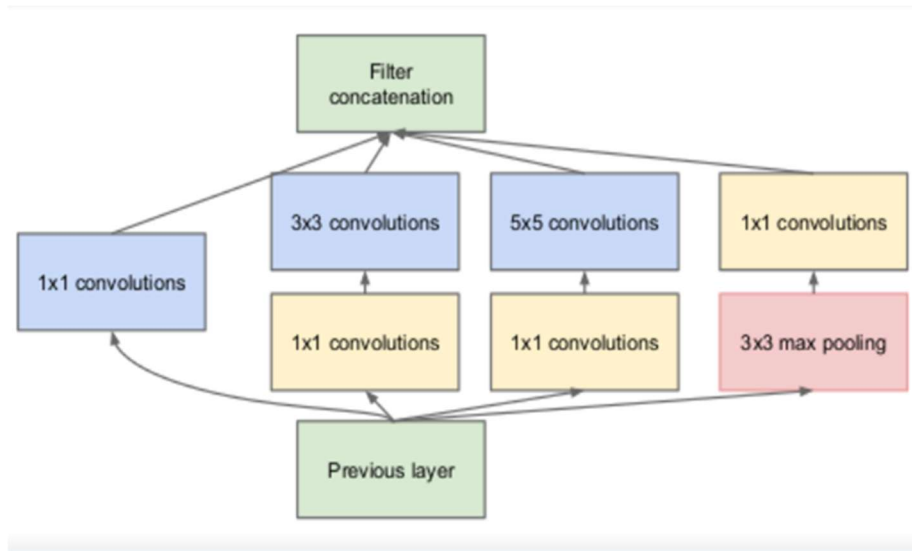 Filter
concatenation
3x3 convolutions
5x5 convolutions
1x1 convolutions
1x1 convolutions
1x1 convolutions
1x1 convolutions
3x3 max pooling
Previous layer